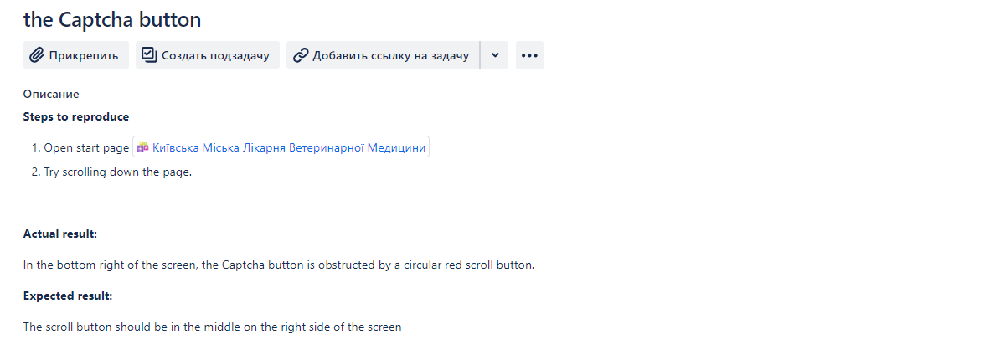 the Captcha button
Прикрепить Создать подзадачу Добавить ссылку на задачу
Описание
Steps to reproduce
1. Open start page Київська Міська Лікарня Ветеринарної Медицини
2. Try scrolling down the page.
Actual result:
In the bottom right of the screen, the Captcha button is obstructed by a circular red scroll button.
Expected result:
The scroll button should be in the middle on the right side of the screen